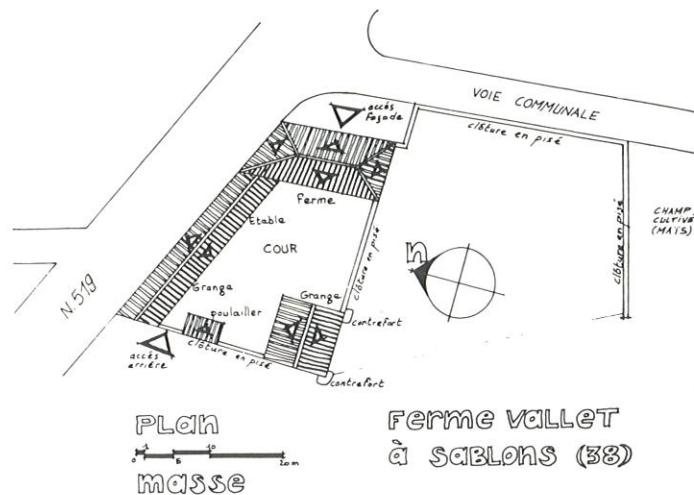 VOIE COMMUNALE
accès
façade
clôture en pisé
Ferme
Etable
COUR
clôture en pisé
CHAMP
CULTIVÉ
(MAÏS)
clôture en pisé
n
N.519
Grange
Grange
poulailler
contrefort
clôture en pisé
accès
arrière
contrefort
PLAN
masse
0 1 5 10 20m
FERME VALLET
à SABLONS (38)